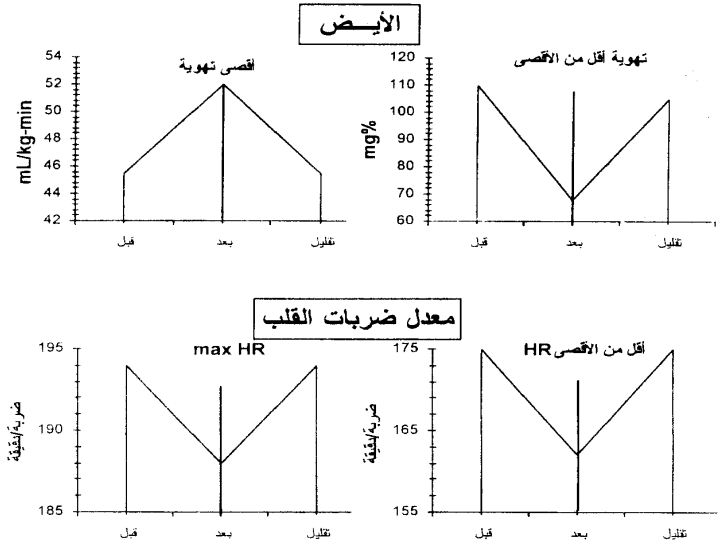 الأيــض
أقصى تهوية
mL/kg-min
54
52
50
48
46
44
42
قبل
بعد
تقليل
تهوية أقل من الأقصى
mg%
120
110
100
90
80
70
60
قبل
بعد
تقليل
معدل ضربات القلب
max HR
ضربة/دقيقة
195
190
185
قبل
بعد
تقليل
أقل من الأقصى HR
ضربة/دقيقة
175
165
155
قبل
بعد
تقليل